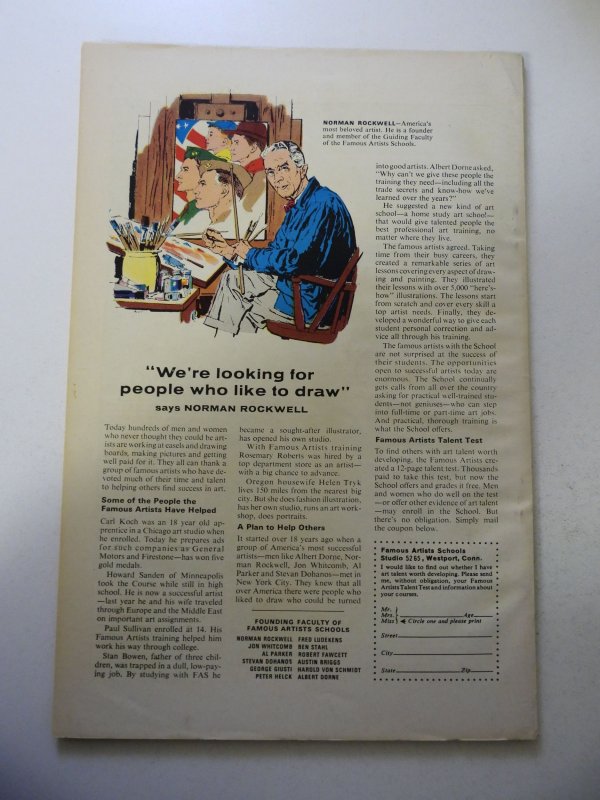 NORMAN ROCKWELL—America's
most beloved artist. He is a founder
and member of the Guiding Faculty
of the Famous Artists Schools.
"We're looking for
people who like to draw"
says NORMAN ROCKWELL
Today hundreds of men and women
who never thought they could be art-
ists are working at easels and drawing
boards, making pictures and getting
well paid for it. They all can thank a
group of famous artists who have de-
voted much of their time and talent
to helping others find success in art.
Some of the People the
Famous Artists Have Helped
Carl Koch was an 18 year old ap-
prentice in a Chicago art studio when
he enrolled. Today he prepares ads
for such companies as General
Motors and Firestone—has won five
gold medals.
Howard Sanden of Minneapolis
took the Course while still in high
school. He is now a successful artist
—last year he and his wife traveled
through Europe and the Middle East
on important art assignments.
Paul Sullivan enrolled at 14. His
Famous Artists training helped him
work his way through college.
Stan Bowen, father of three chil-
dren, was trapped in a dull, low-pay-
ing job. By studying with FAS he
became a sought-after illustrator,
has opened his own studio.
With Famous Artists training
Rosemary Roberts was hired by a
top department store as an artist—
with a big chance to advance.
Oregon housewife Helen Tryk
lives 150 miles from the nearest big
city. But she does fashion illustration,
has her own studio, runs an art work-
shop, does portraits.
A Plan to Help Others
It started over 18 years ago when a
group of America's most successful
artists—men like Albert Dorne, Nor-
man Rockwell, Jon Whitcomb, Al
Parker and Stevan Dohanos—met in
New York City. They knew that all
over America there were people who
liked to draw who could be turned
FOUNDING FACULTY OF
FAMOUS ARTISTS SCHOOLS
NORMAN ROCKWELL FRED LUDEKENS
JON WHITCOMB BEN STAHL
AL PARKER ROBERT FAWCETT
STEVAN DOHANOS AUSTIN BRIGGS
GEORGE GIUSTI HAROLD VON SCHMIDT
PETER HELCK ALBERT DORNE
into good artists. Albert Dorne asked,
"Why can't we give these people the
training they need—including all the
trade secrets and know-how we've
learned over the years?"
He suggested a new kind of art
school—a home study art school—
that would give talented people the
best professional art training, no
matter where they live.
The famous artists agreed. Taking
time from their busy careers, they
created a remarkable series of art
lessons covering every aspect of draw-
ing and painting. They illustrated
their lessons with over 5,000 "here's-
how" illustrations. The lessons start
from scratch and cover every skill a
top artist needs. Finally, they de-
veloped a wonderful way to give each
student personal correction and ad-
vice all through his training.
The famous artists with the School
are not surprised at the success of
their students. The opportunities
open to successful artists today are
enormous. The School continually
gets calls from all over the country
asking for practical well-trained stu-
dents—not geniuses—who can step
into full-time or part-time art jobs.
And practical, thorough training is
what the School offers.
Famous Artists Talent Test
To find others with art talent worth
developing, the Famous Artists cre-
ated a 12-page talent test. Thousands
paid to take this test, but now the
School offers and grades it free. Men
and women who do well on the test
—or offer other evidence of art talent
—may enroll in the School. But
there's no obligation. Simply mail
the coupon below.
Famous Artists Schools
Studio 5265, Westport, Conn.
I would like to find out whether I have
art talent worth developing. Please send
me, without obligation, your Famous
Artists Talent Test and information about
your courses.
Mr.
Mrs. Age
Miss Circle one and please print
Street
City
State Zip